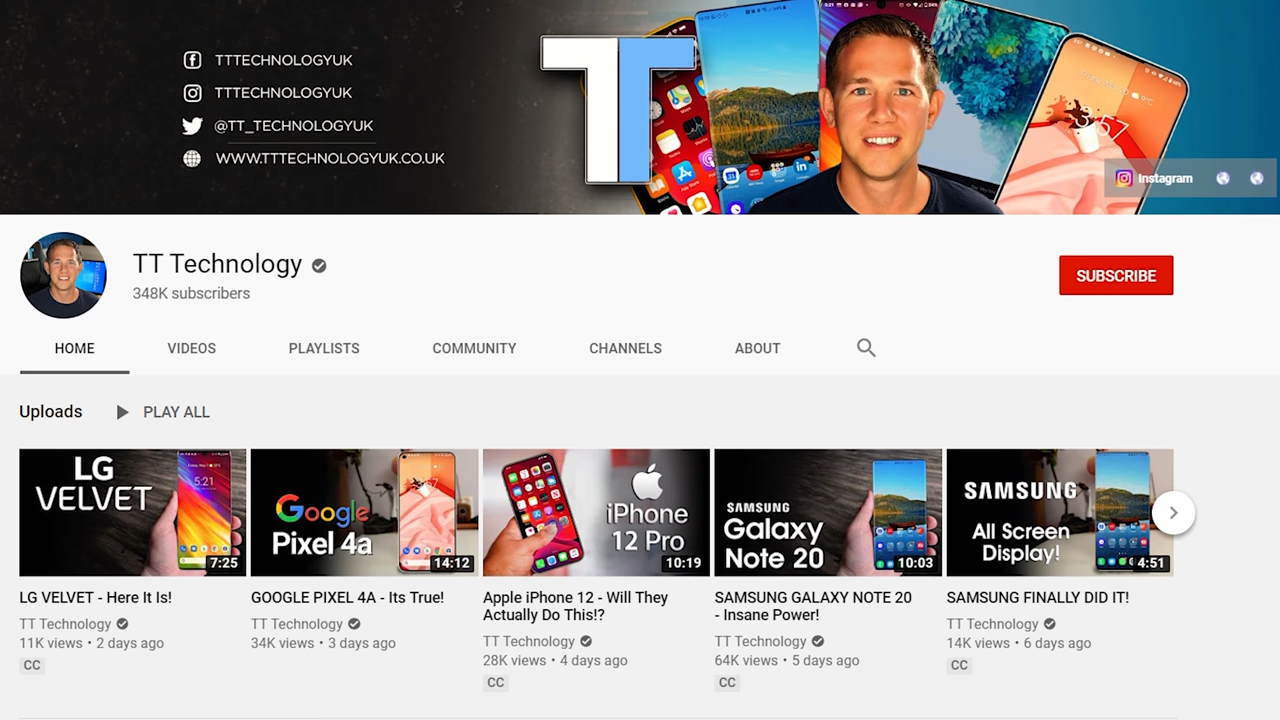 TTTECHNOLOGYUK
TTTECHNOLOGYUK
@TT_TECHNOLOGYUK
WWW.TTTECHNOLOGYUK.CO.UK
TT
3:57
Instagram
TT Technology
348K subscribers
SUBSCRIBE
HOME VIDEOS PLAYLISTS COMMUNITY CHANNELS ABOUT
Uploads PLAY ALL
LG
VELVET
5:21
7:25
Google
Pixel 4a
14:12
iPhone
12 Pro
10:19
SAMSUNG
Galaxy
Note 20
10:03
SAMSUNG
All Screen
Display!
4:51
LG VELVET - Here It Is!
TT Technology
11K views • 2 days ago
CC
GOOGLE PIXEL 4A - Its True!
TT Technology
34K views • 3 days ago
Apple iPhone 12 - Will They
Actually Do This!?
TT Technology
28K views • 4 days ago
CC
SAMSUNG GALAXY NOTE 20
- Insane Power!
TT Technology
64K views • 5 days ago
CC
SAMSUNG FINALLY DID IT!
TT Technology
14K views • 6 days ago
CC